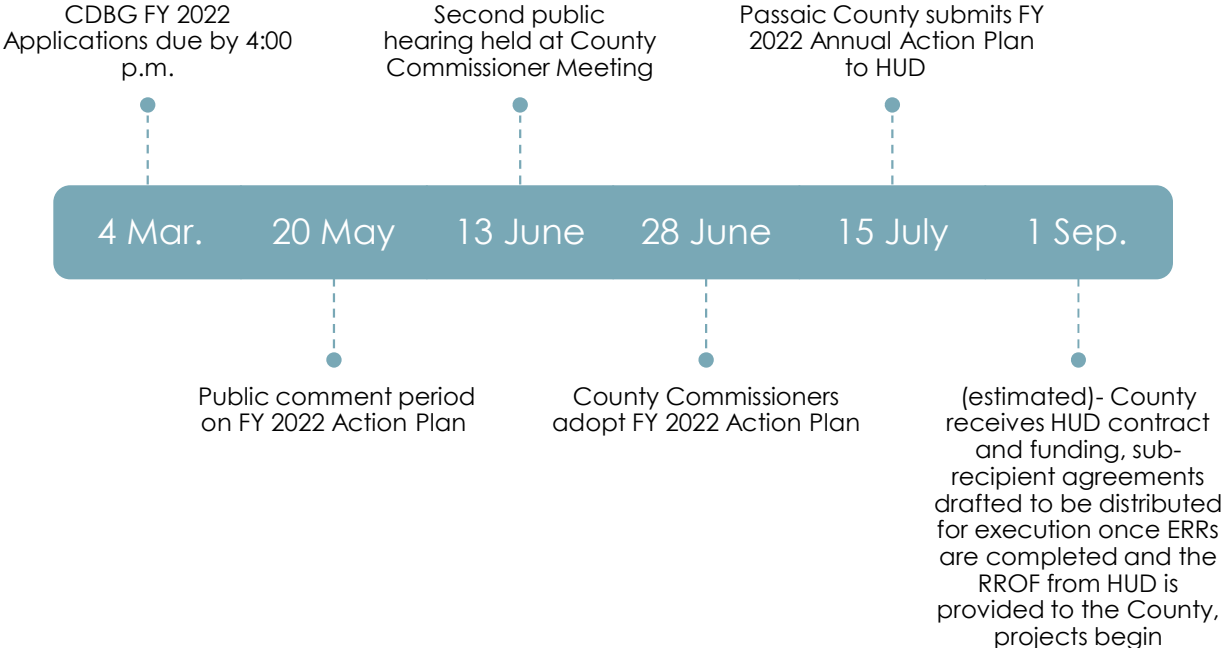 CDBG FY 2022
Applications due by 4:00
p.m.
Second public
hearing held at County
Commissioner Meeting
Passaic County submits FY
2022 Annual Action Plan
to HUD
4 Mar.
20 May
13 June
28 June
15 July
1 Sep.
Public comment period
on FY 2022 Action Plan
County Commissioners
adopt FY 2022 Action Plan
(estimated)- County
receives HUD contract
and funding, sub-
recipient agreements
drafted to be distributed
for execution once ERRs
are completed and the
RROF from HUD is
provided to the County,
projects begin